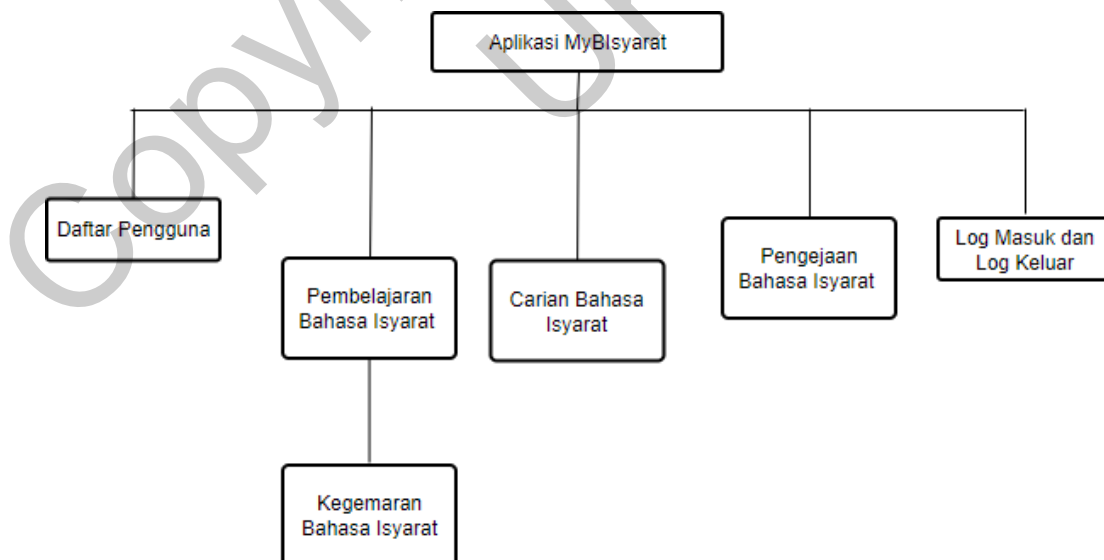 Aplikasi MyBIsyarat
Daftar Pengguna
Pembelajaran
Bahasa Isyarat
Carian Bahasa
Isyarat
Pengejaan
Bahasa Isyarat
Log Masuk dan
Log Keluar
Kegemaran
Bahasa Isyarat